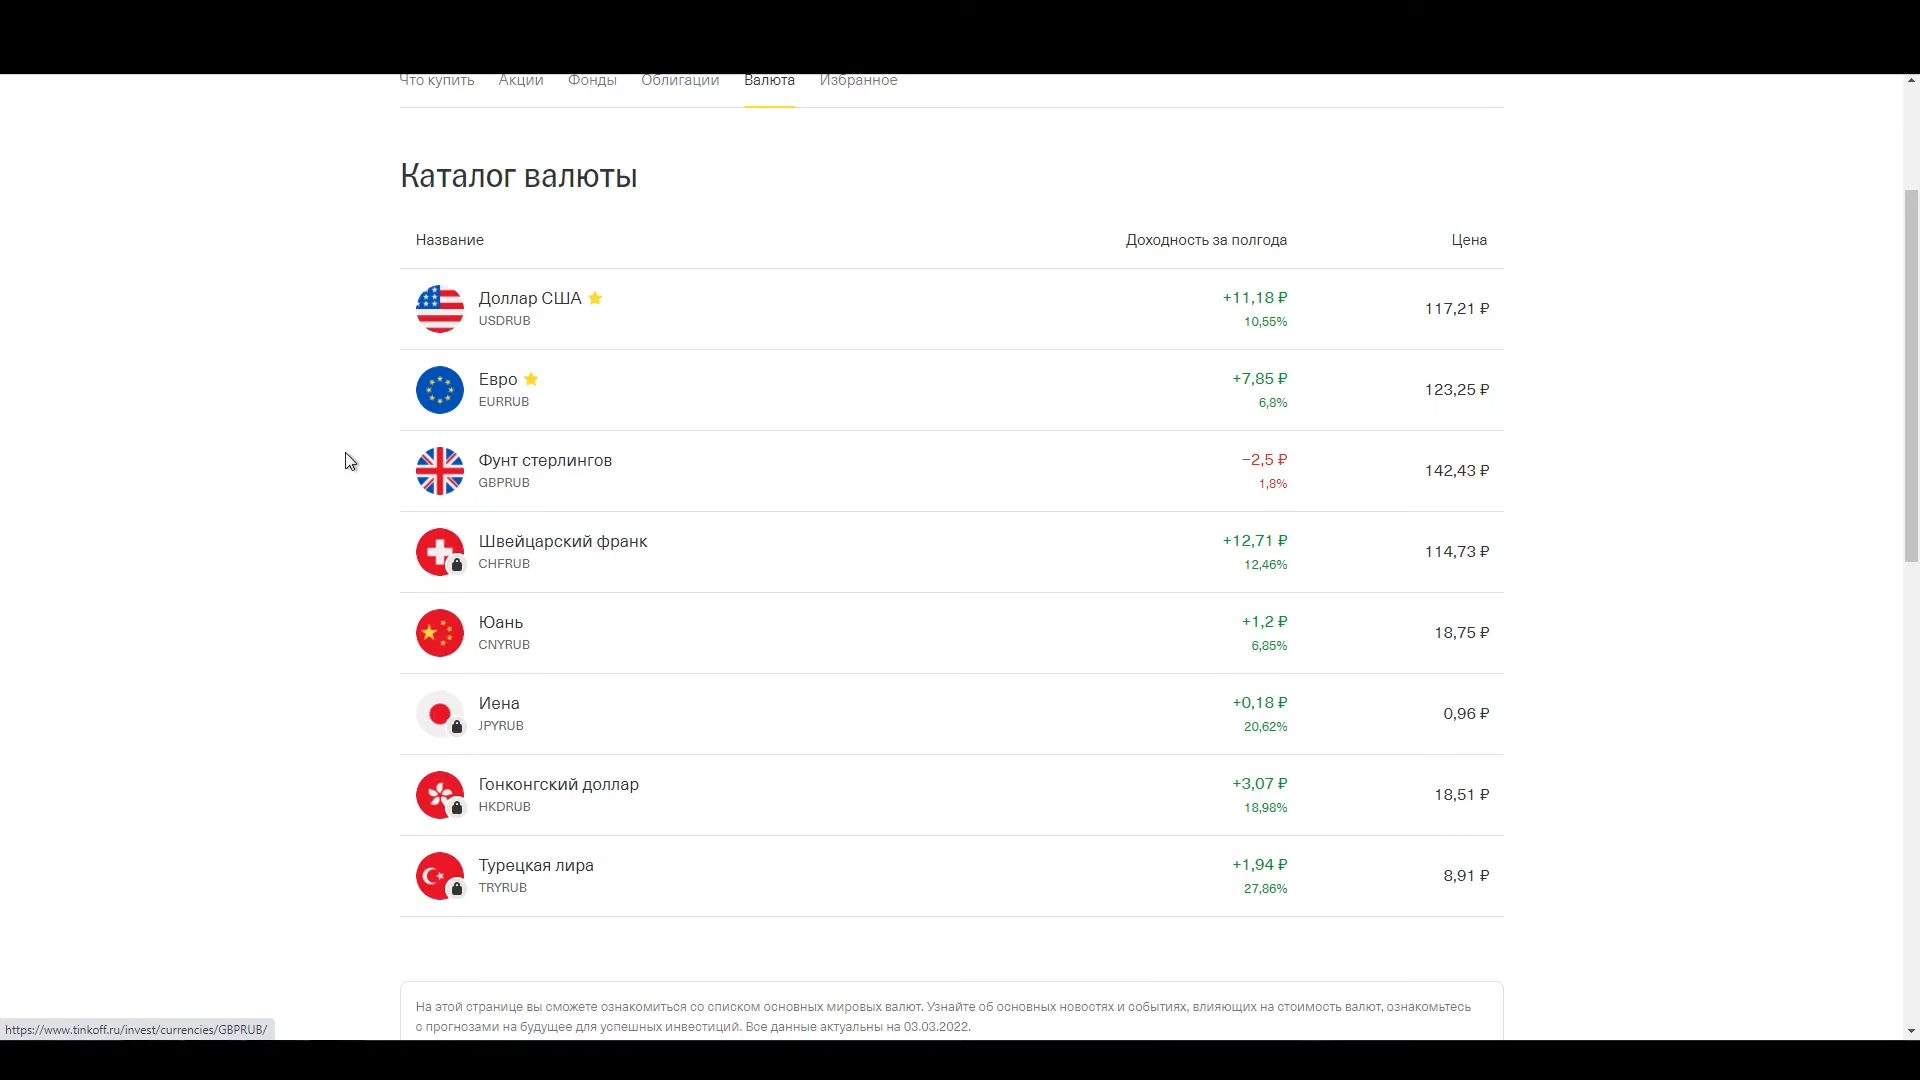 Что купить Акции Фонды Облигации Валюта Избранное
Каталог валюты
Название Доходность за полгода Цена
Доллар США +11,18 ₽
USDRUB 10,55% 117,21 ₽
Евро +7,85 ₽
EURRUB 6,8% 123,25 ₽
Фунт стерлингов −2,5 ₽
GBPRUB 1,8% 142,43 ₽
Швейцарский франк +12,71 ₽
CHFRUB 12,46% 114,73 ₽
Юань +1,2 ₽
CNYRUB 6,85% 18,75 ₽
Иена +0,18 ₽
JPYRUB 20,62% 0,96 ₽
Гонконгский доллар +3,07 ₽
HKDRUB 18,98% 18,51 ₽
Турецкая лира +1,94 ₽
TRYRUB 27,86% 8,91 ₽
На этой странице вы сможете ознакомиться со списком основных мировых валют. Узнайте об основных новостях и событиях, влияющих на стоимость валют, ознакомьтесь
с прогнозами на будущее для успешных инвестиций. Все данные актуальны на 03.03.2022.
https://www.tinkoff.ru/invest/currencies/GBPRUB/